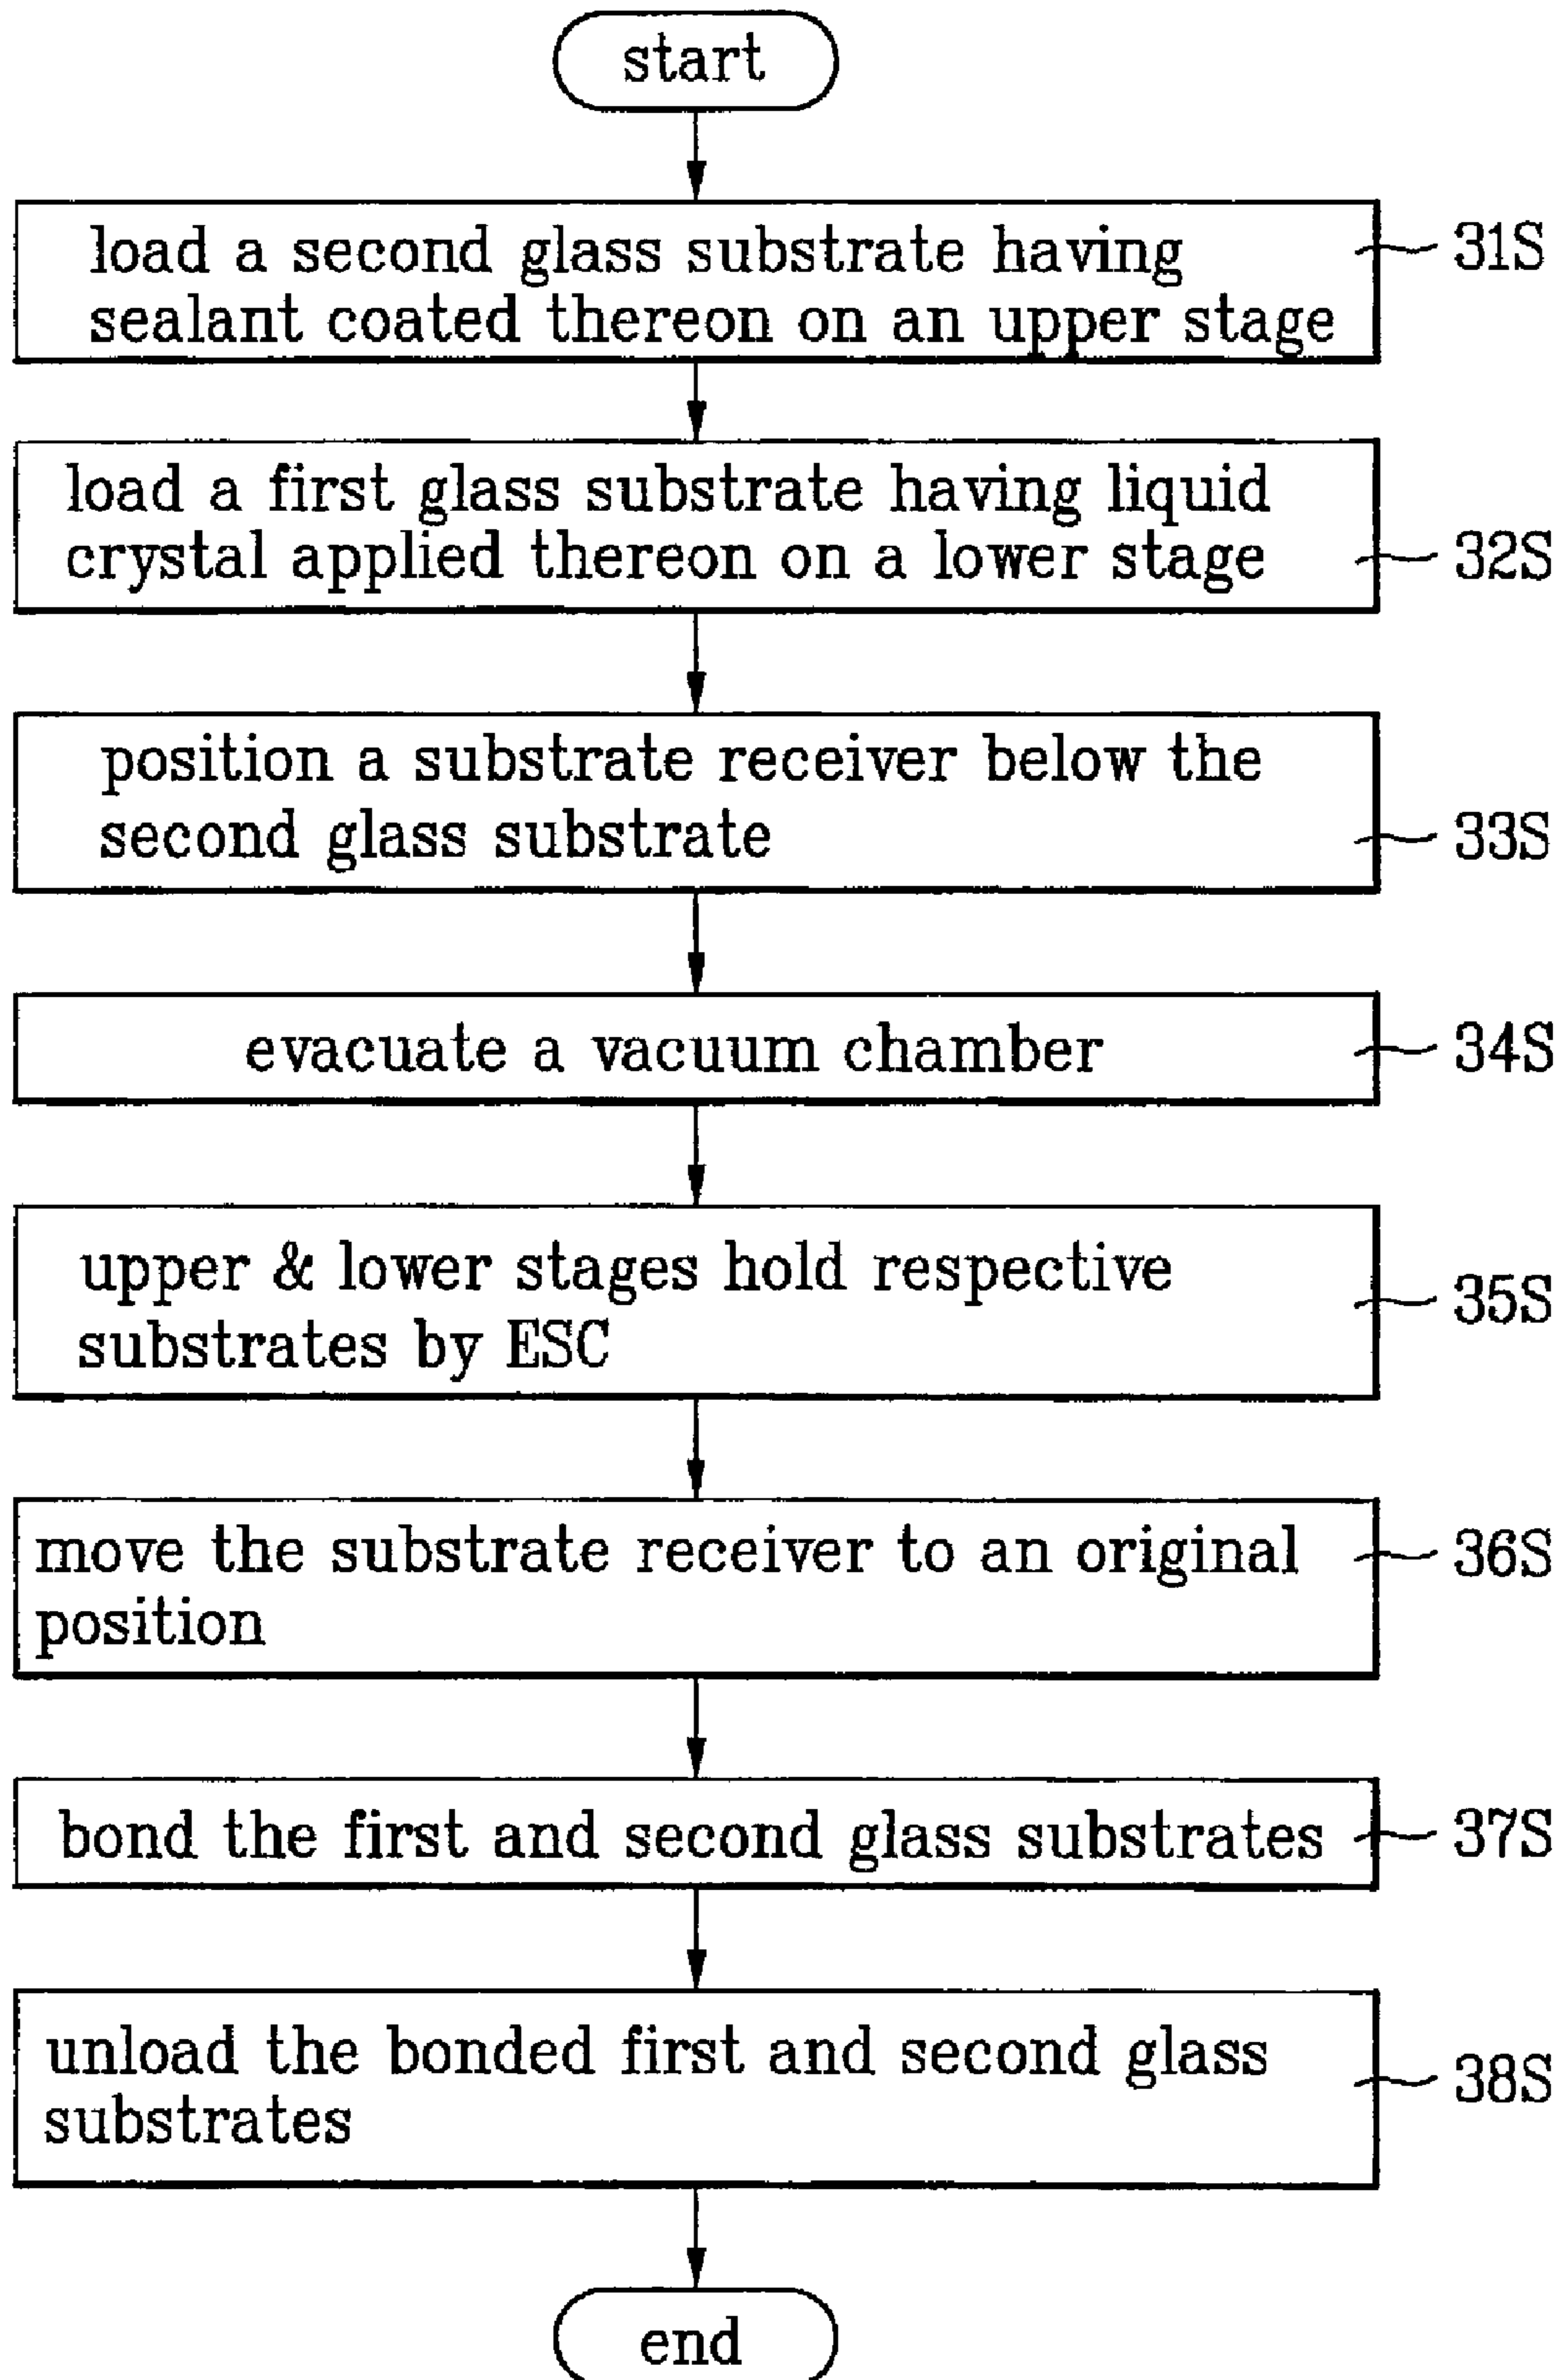 start
load a second glass substrate having
sealant coated thereon on an upper stage
31S
load a first glass substrate having liquid
crystal applied thereon on a lower stage
32S
position a substrate receiver below the
second glass substrate
33S
evacuate a vacuum chamber
34S
upper & lower stages hold respective
substrates by ESC
35S
move the substrate receiver to an original
position
36S
bond the first and second glass substrates
37S
unload the bonded first and second glass
substrates
38S
end